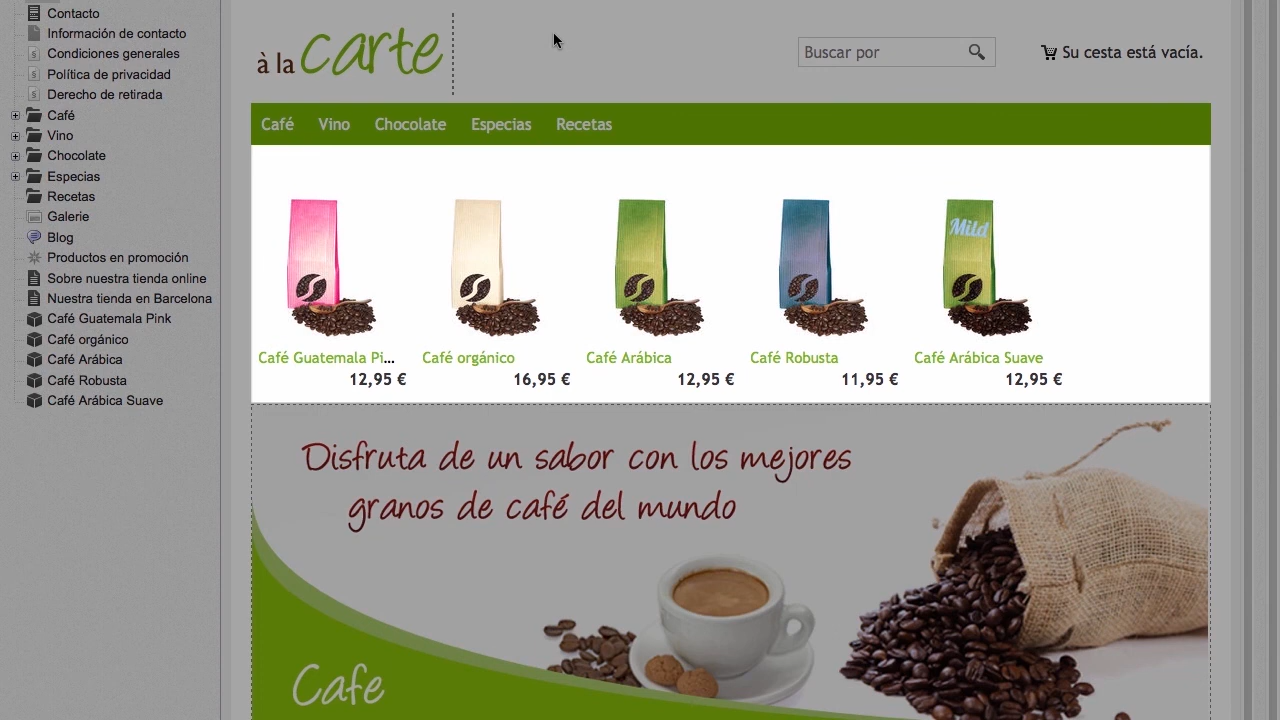 Contacto
Información de contacto
Condiciones generales
Política de privacidad
Derecho de retirada
Café
Vino
Chocolate
Especias
Recetas
Galerie
Blog
Productos en promoción
Sobre nuestra tienda online
Nuestra tienda en Barcelona
Café Guatemala Pink
Café orgánico
Café Arábica
Café Robusta
Café Arábica Suave
à la carte
Buscar por
Su cesta está vacía.
Café Vino Chocolate Especias Recetas
Mild
Café Guatemala Pi... Café orgánico Café Arábica Café Robusta Café Arábica Suave
12,95 € 16,95 € 12,95 € 11,95 € 12,95 €
Disfruta de un sabor con los mejores
granos de café del mundo
Cafe